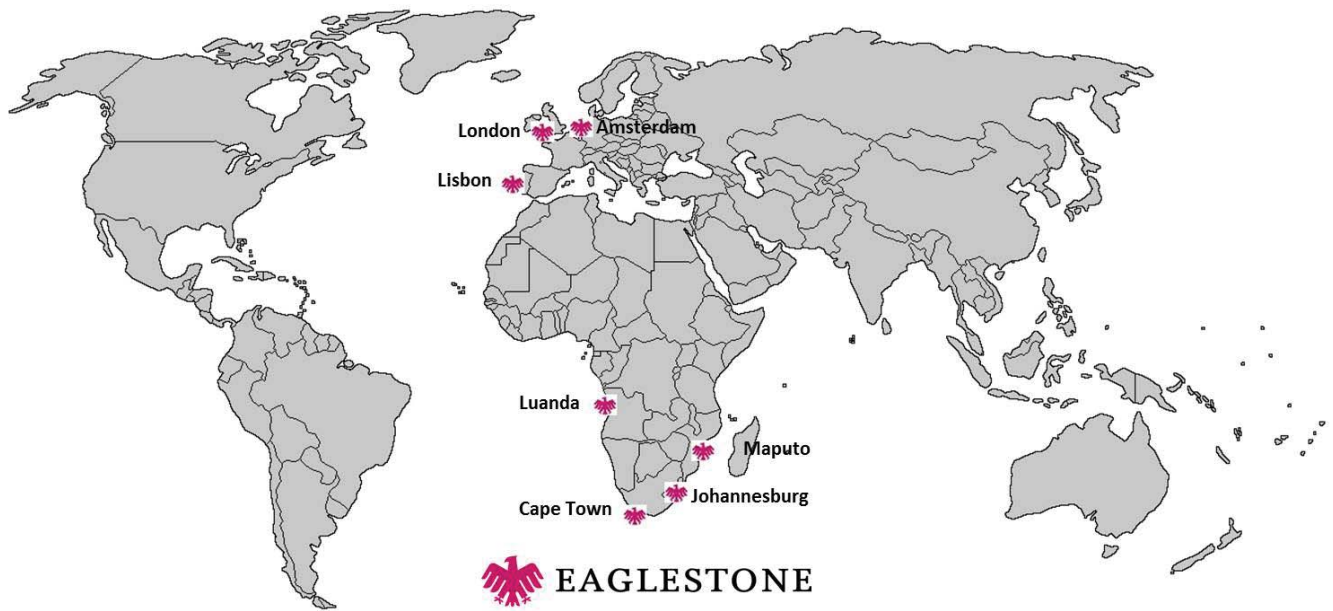 London
Amsterdam
Lisbon
Luanda
Maputo
Johannesburg
Cape Town
EAGLESTONE